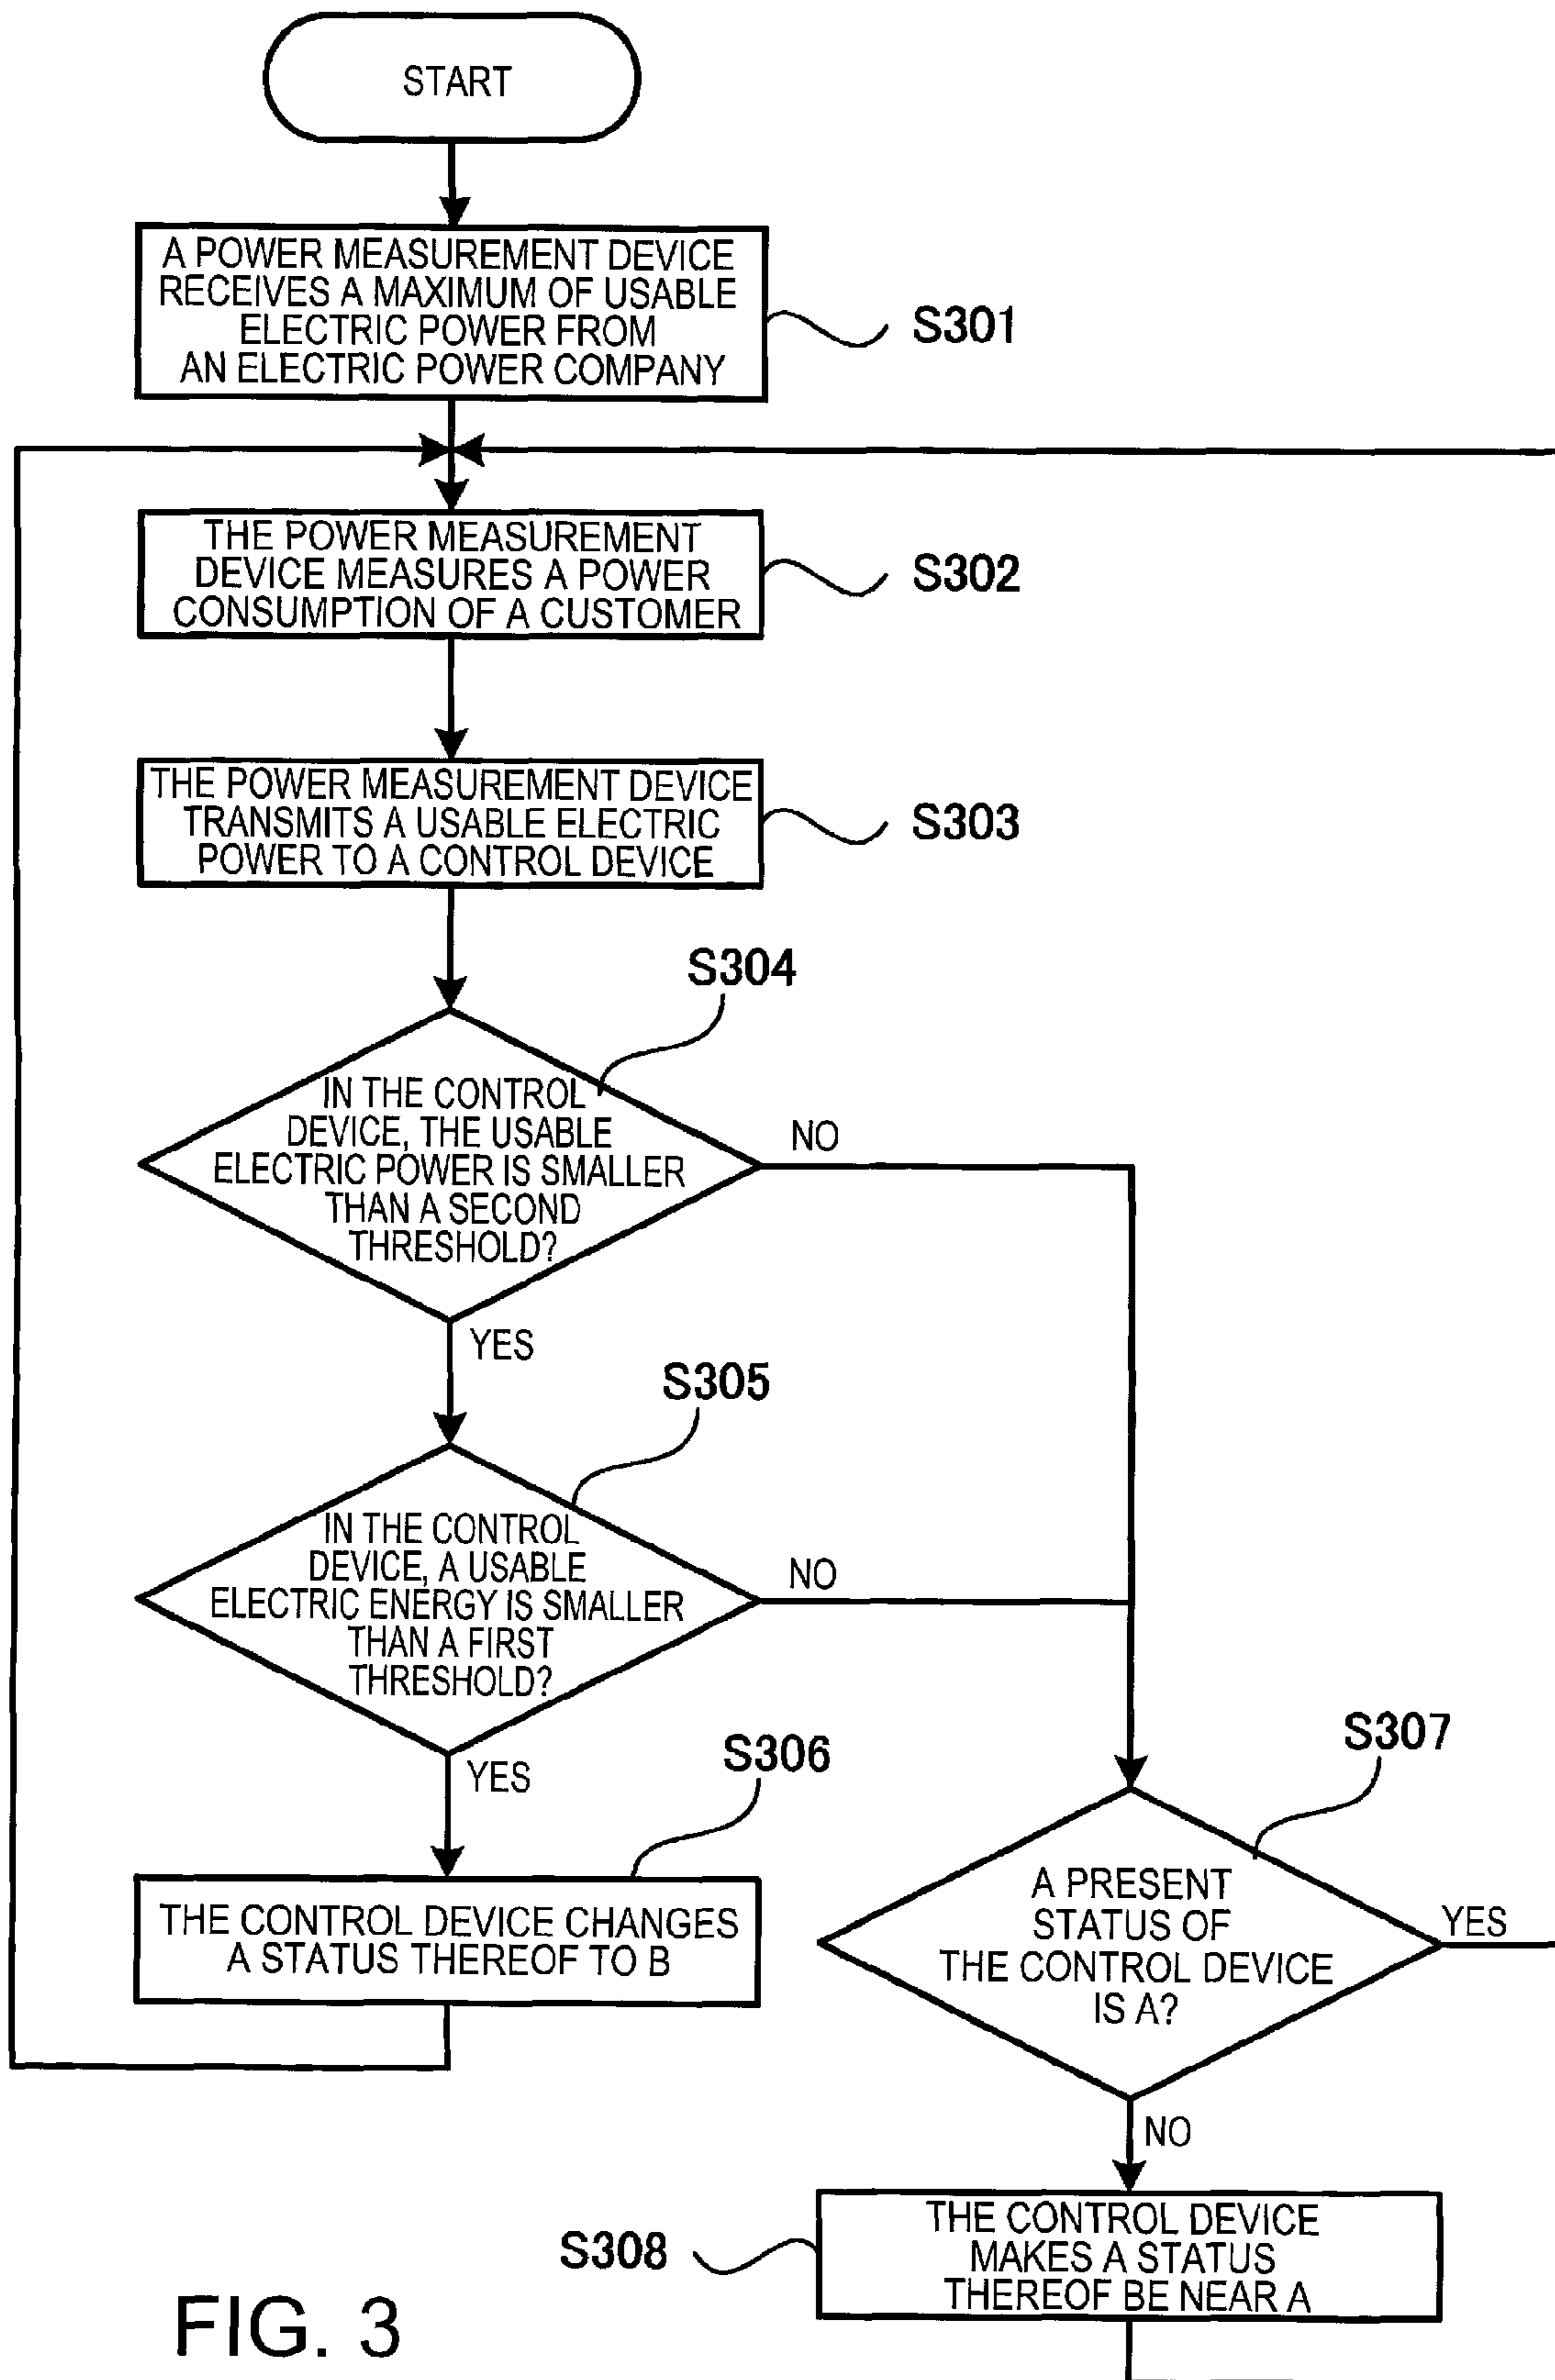 START
A POWER MEASUREMENT DEVICE
RECEIVES A MAXIMUM OF USABLE
ELECTRIC POWER FROM
AN ELECTRIC POWER COMPANY
S301
THE POWER MEASUREMENT
DEVICE MEASURES A POWER
CONSUMPTION OF A CUSTOMER
S302
THE POWER MEASUREMENT DEVICE
TRANSMITS A USABLE ELECTRIC
POWER TO A CONTROL DEVICE
S303
S304
IN THE CONTROL
DEVICE, THE USABLE
ELECTRIC POWER IS SMALLER
THAN A SECOND
THRESHOLD?
NO
YES
S305
IN THE CONTROL
DEVICE, A USABLE
ELECTRIC ENERGY IS SMALLER
THAN A FIRST
THRESHOLD?
NO
YES
S306
THE CONTROL DEVICE CHANGES
A STATUS THEREOF TO B
S307
A PRESENT
STATUS OF
THE CONTROL DEVICE
IS A?
YES
NO
S308
THE CONTROL DEVICE
MAKES A STATUS
THEREOF BE NEAR A
FIG. 3